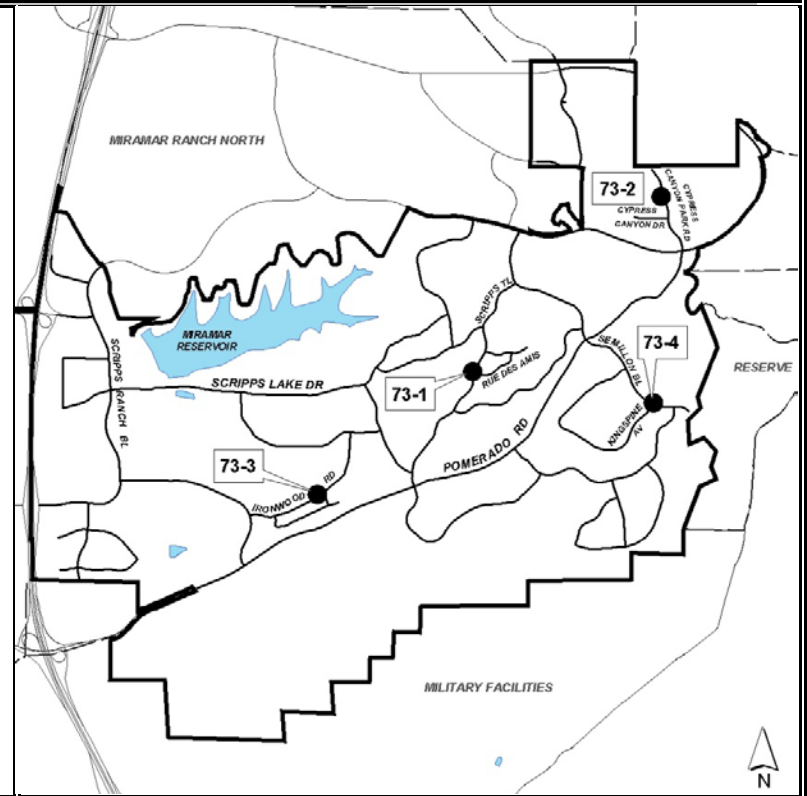 MIRAMAR RANCH NORTH
73-2
CYPRESS
CANYON PARK RD
CYPRESS
CANYON DR
SCRIPPS TL
MIRAMAR
RESERVOIR
SEMILLON BL
73-4
RESERVE
SCRIPPS RANCH BL
SCRIPPS LAKE DR
73-1
RUE DES AMIS
KINGSPINE
AV
POMERADO RD
73-3
IRONWOOD RD
MILITARY FACILITIES
N